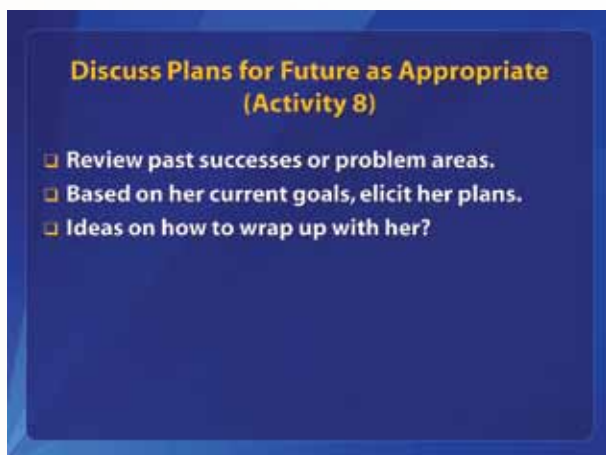 Discuss Plans for Future as Appropriate
(Activity 8)
Review past successes or problem areas.
Based on her current goals, elicit her plans.
Ideas on how to wrap up with her?